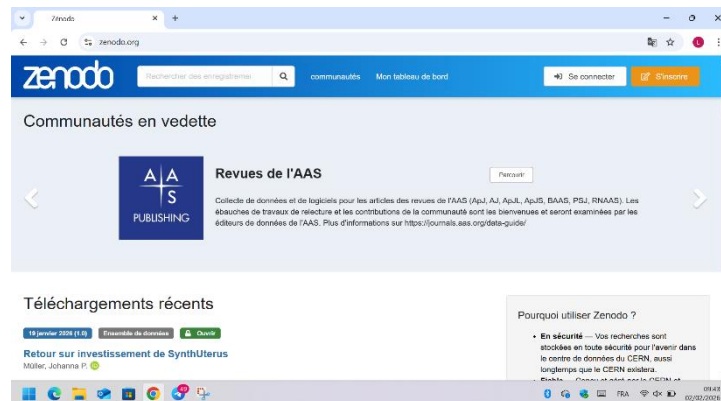 Zenodo
zenodo.org
zenodo
Rechercher des enregistremen
communautés
Mon tableau de bord
Se connecter
S'inscrire
Communautés en vedette
A A
S
PUBLISHING
Revues de l'AAS
Parcourir
Collecte de données et de logiciels pour les articles des revues de l'AAS (ApJ, AJ, ApJL, ApJS, BAAS, PSJ, RNAAS). Les
ébauches de travaux de relecture et les contributions de la communauté sont les bienvenues et seront examinées par les
éditeurs de données de l'AAS. Plus d'informations sur https://journals.aas.org/data-guide/
Téléchargements récents
19 janvier 2026 (1.0) Ensemble de données Ouvrir
Retour sur investissement de SynthUterus
Müller, Johanna P.
Pourquoi utiliser Zenodo ?
• En sécurité — Vos recherches sont
stockées en toute sécurité pour l'avenir dans
le centre de données du CERN, aussi
longtemps que le CERN existera.
FRA
09:42
02/02/2026